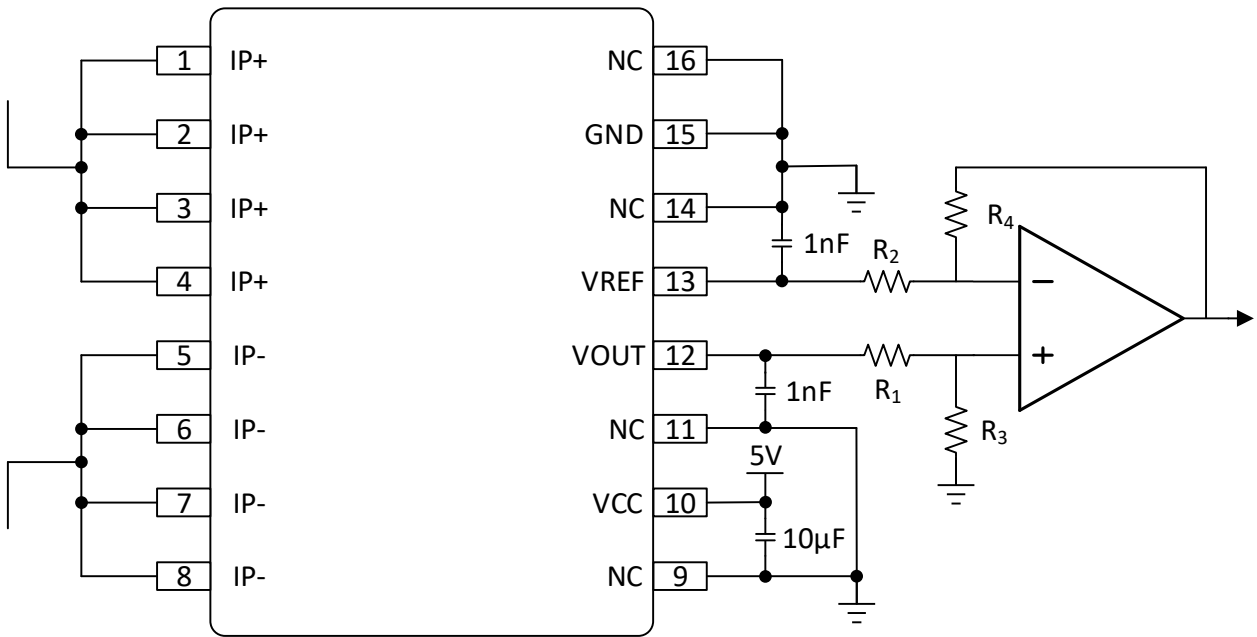 1 IP+ NC 16
2 IP+ GND 15
3 IP+ NC 14
1nF
R₂
R₄
4 IP+ VREF 13
−
5 IP- VOUT 12
+
R₁
1nF
R₃
6 IP- NC 11
5V
7 IP- VCC 10
10µF
8 IP- NC 9